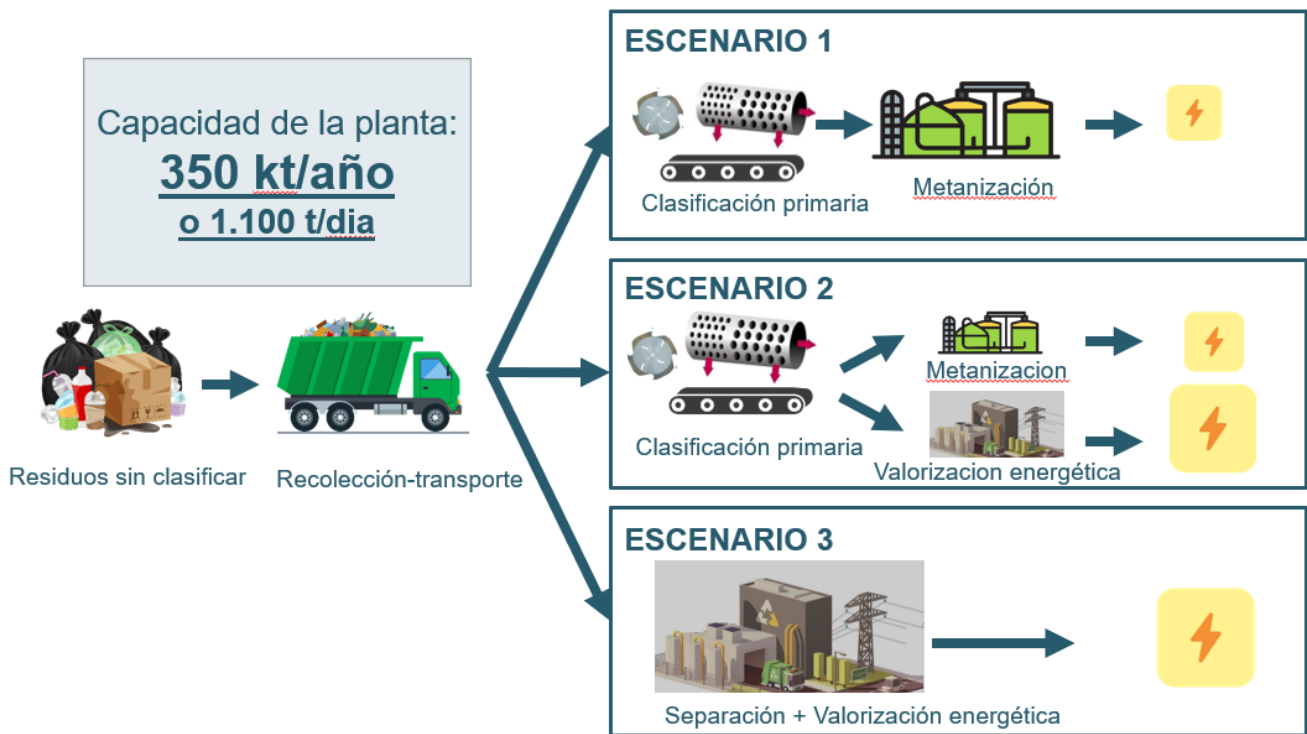 Capacidad de la planta:
350 kt/año
o 1.100 t/dia
Residuos sin clasificar
Recolección-transporte
ESCENARIO 1
Clasificación primaria
Metanización
ESCENARIO 2
Clasificación primaria
Metanizacion
Valorizacion energética
ESCENARIO 3
Separación + Valorización energética